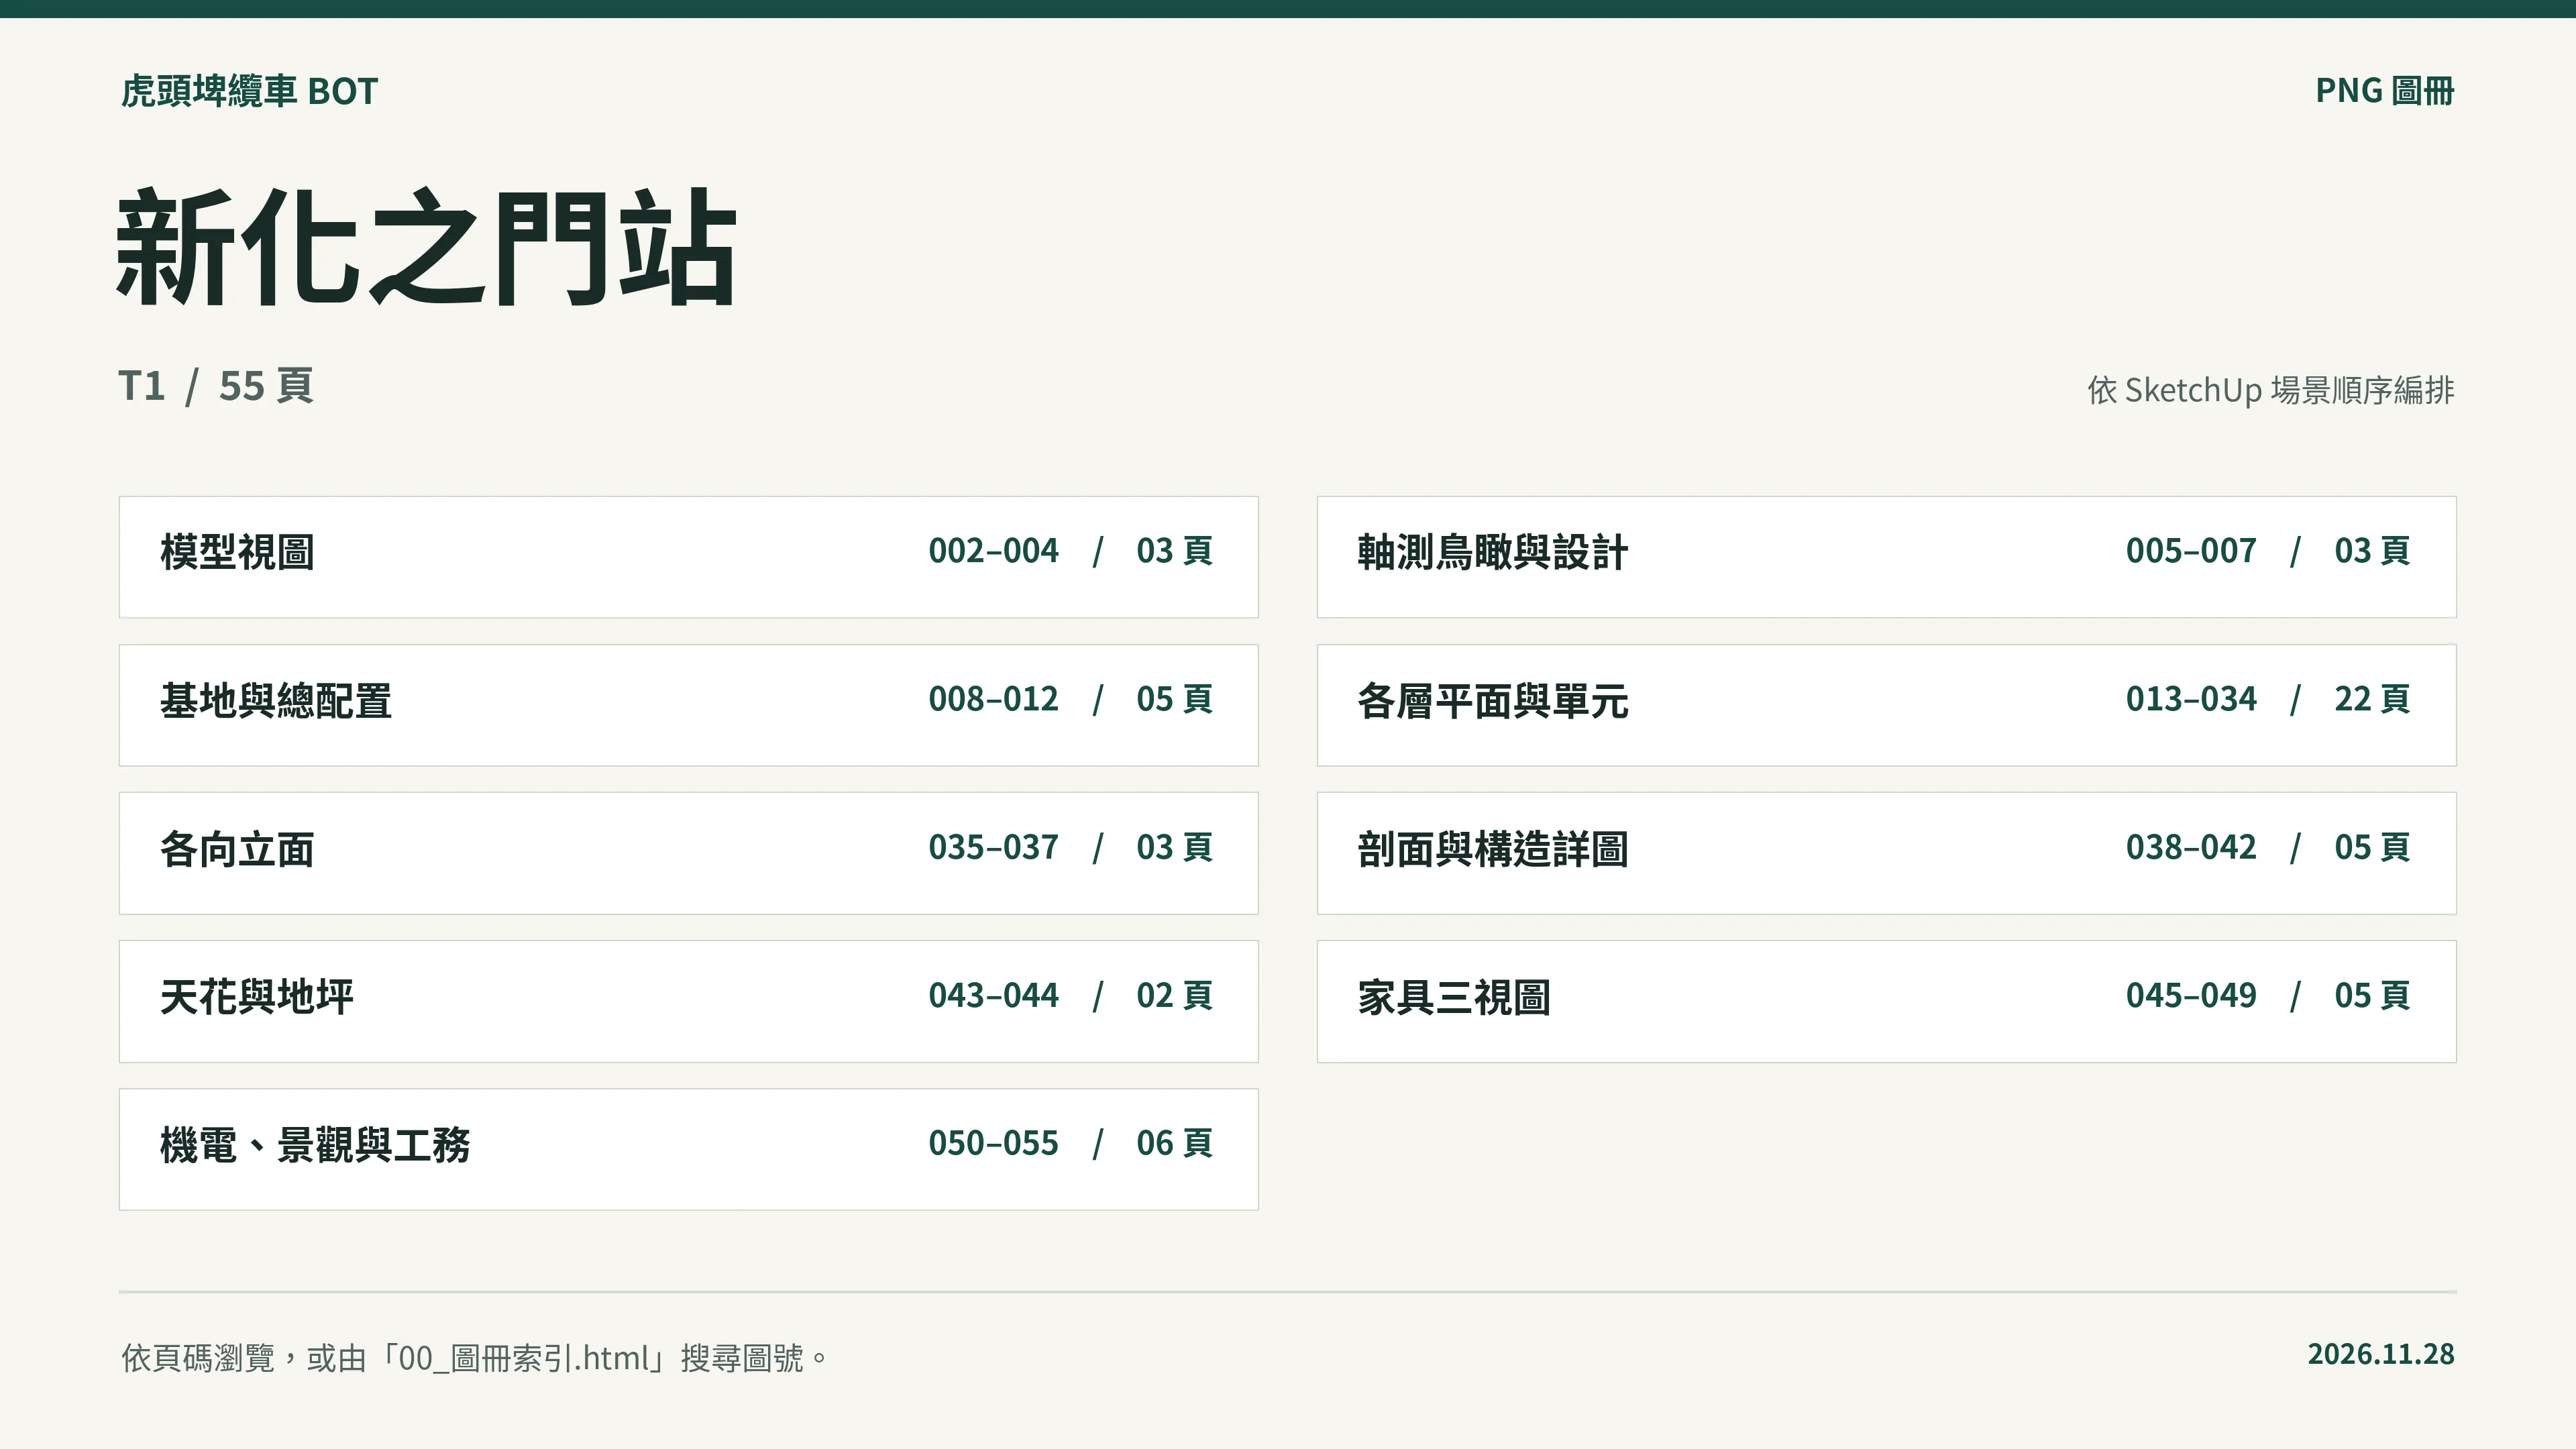 虎頭埤纜車 BOT
PNG 圖冊
新化之門站
T1 / 55 頁
依 SketchUp 場景順序編排
模型視圖 002–004 / 03 頁
軸測鳥瞰與設計 005–007 / 03 頁
基地與總配置 008–012 / 05 頁
各層平面與單元 013–034 / 22 頁
各向立面 035–037 / 03 頁
剖面與構造詳圖 038–042 / 05 頁
天花與地坪 043–044 / 02 頁
家具三視圖 045–049 / 05 頁
機電、景觀與工務 050–055 / 06 頁
依頁碼瀏覽，或由「00_圖冊索引.html」搜尋圖號。
2026.11.28